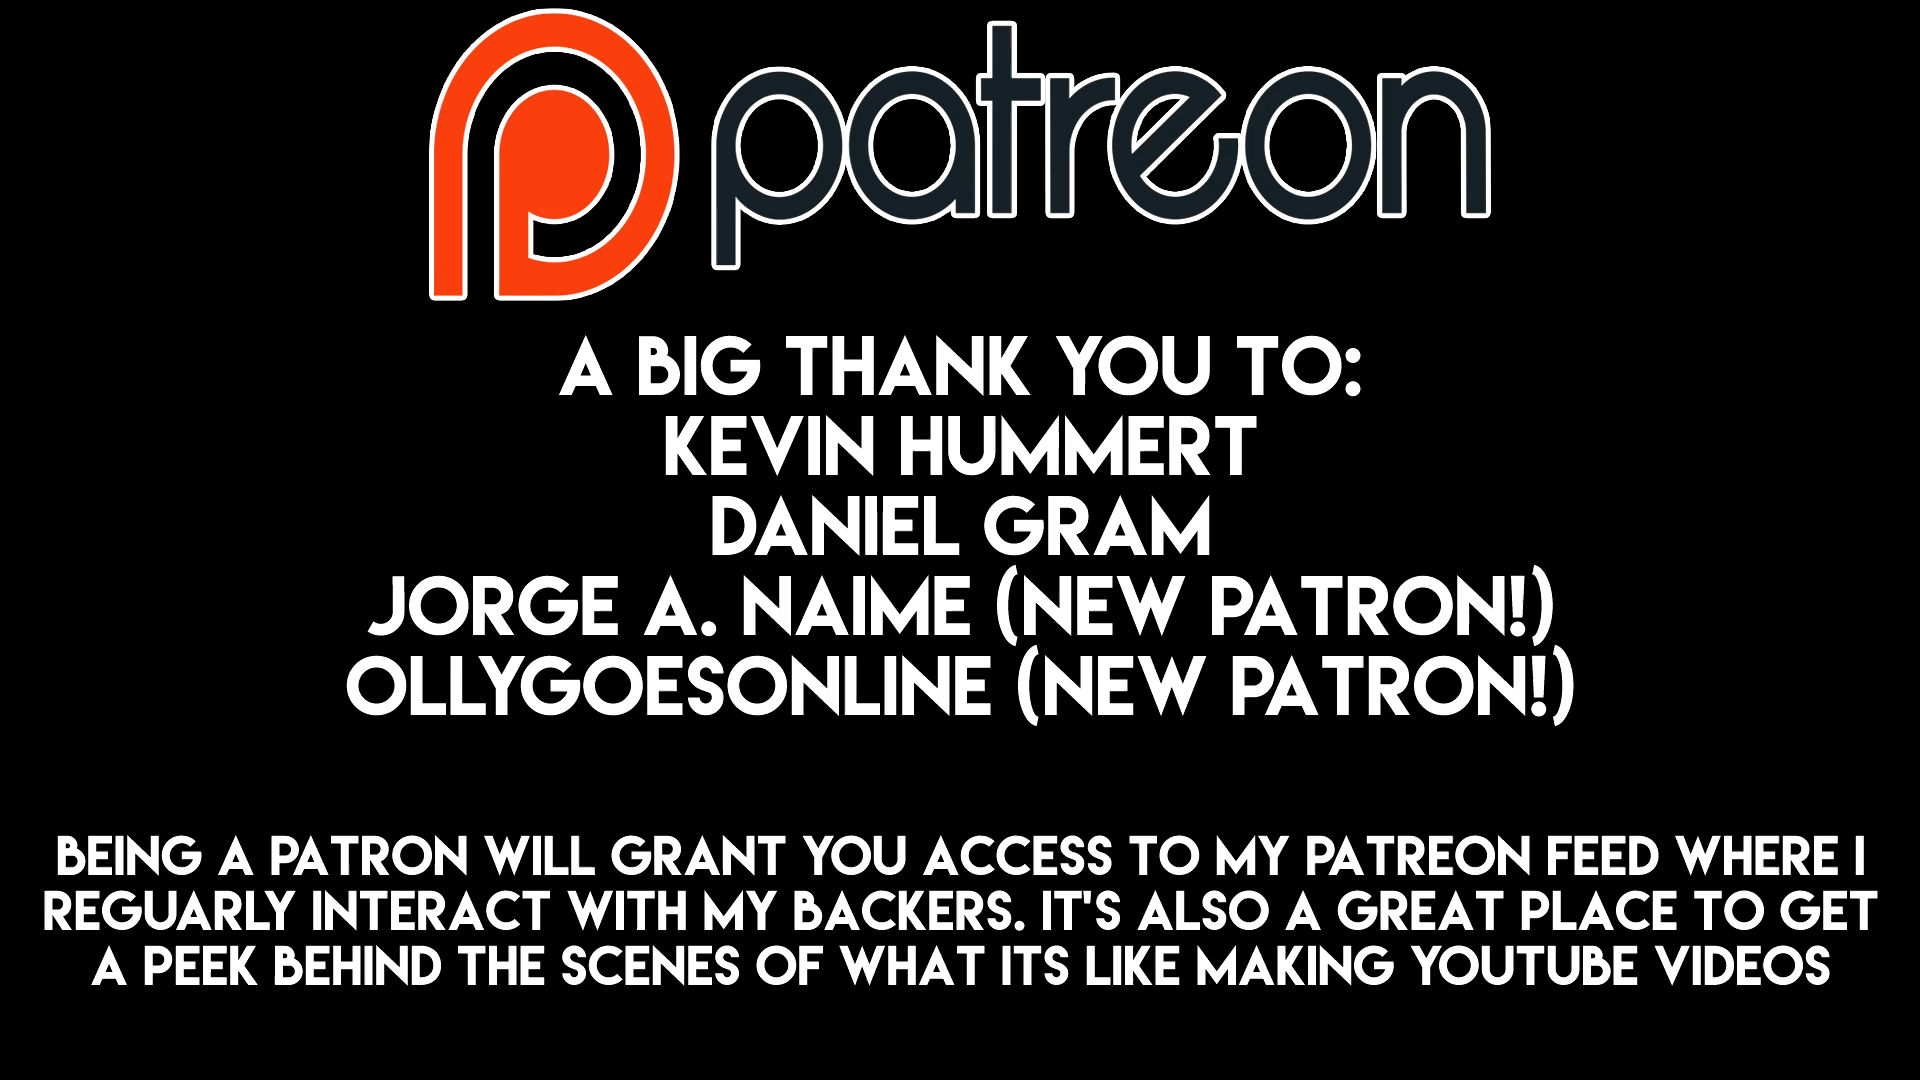 patreon
A BIG THANK YOU TO:
KEVIN HUMMERT
DANIEL GRAM
JORGE A. NAIME (NEW PATRON!)
OLLYGOESONLINE (NEW PATRON!)
BEING A PATRON WILL GRANT YOU ACCESS TO MY PATREON FEED WHERE I
REGUARLY INTERACT WITH MY BACKERS. IT'S ALSO A GREAT PLACE TO GET
A PEEK BEHIND THE SCENES OF WHAT ITS LIKE MAKING YOUTUBE VIDEOS